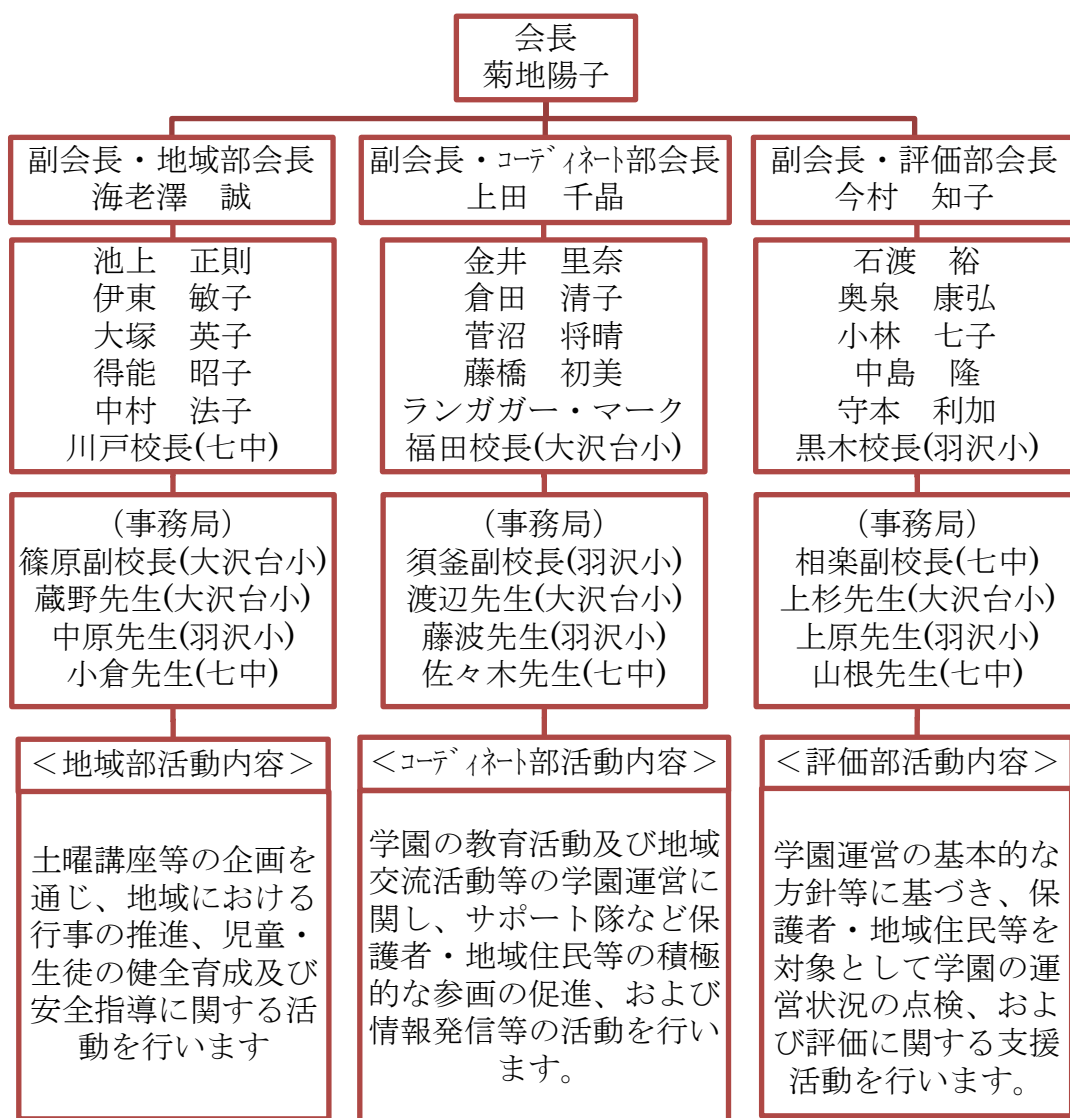 会長
菊地陽子
副会長・地域部会長
海老澤　誠
池上　正則
伊東　敏子
大塚　英子
得能　昭子
中村　法子
川戸校長(七中)
(事務局)
篠原副校長(大沢台小)
蔵野先生(大沢台小)
中原先生(羽沢小)
小倉先生(七中)
＜地域部活動内容＞
土曜講座等の企画を
通じ、地域における
行事の推進、児童・
生徒の健全育成及び
安全指導に関する活
動を行います
副会長・ｺｰﾃﾞｨﾈｰﾄ部会長
上田　千晶
金井　里奈
倉田　清子
菅沼　将晴
藤橋　初美
ランガガー・マーク
福田校長(大沢台小)
(事務局)
須釜副校長(羽沢小)
渡辺先生(大沢台小)
藤波先生(羽沢小)
佐々木先生(七中)
＜ｺｰﾃﾞｨﾈｰﾄ部活動内容＞
学園の教育活動及び地域
交流活動等の学園運営に
関し、サポート隊など保
護者・地域住民等の積極
的な参画の促進、および
情報発信等の活動を行い
ます。
副会長・評価部会長
今村　知子
石渡　裕
奥泉　康弘
小林　七子
中島　隆
守本　利加
黒木校長(羽沢小)
(事務局)
相楽副校長(七中)
上杉先生(大沢台小)
上原先生(羽沢小)
山根先生(七中)
＜評価部活動内容＞
学園運営の基本的な
方針等に基づき、保
護者・地域住民等を
対象として学園の運
営状況の点検、およ
び評価に関する支援
活動を行います。